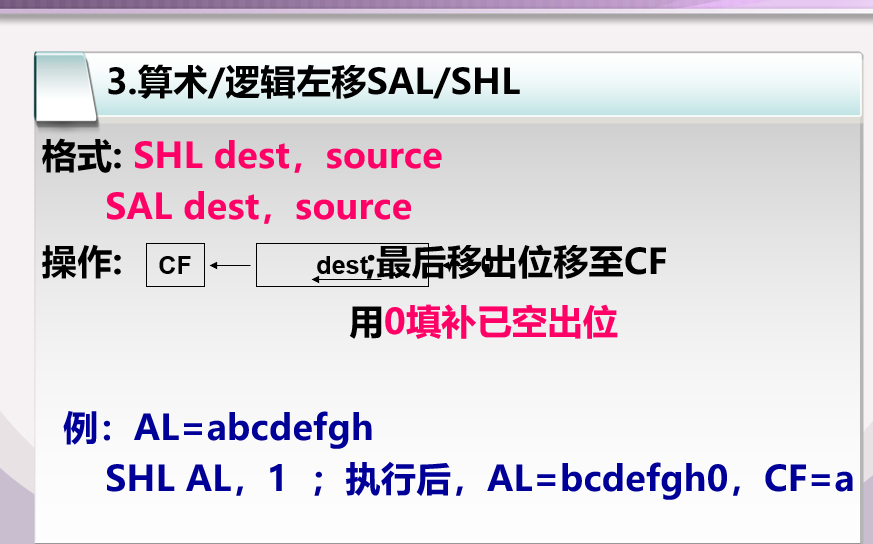 3.算术/逻辑左移SAL/SHL
格式: SHL dest，source
SAL dest，source
操作: CF dest ;最后移出位移至CF
用0填补已空出位
例：AL=abcdefgh
SHL AL，1 ；执行后，AL=bcdefgh0，CF=a